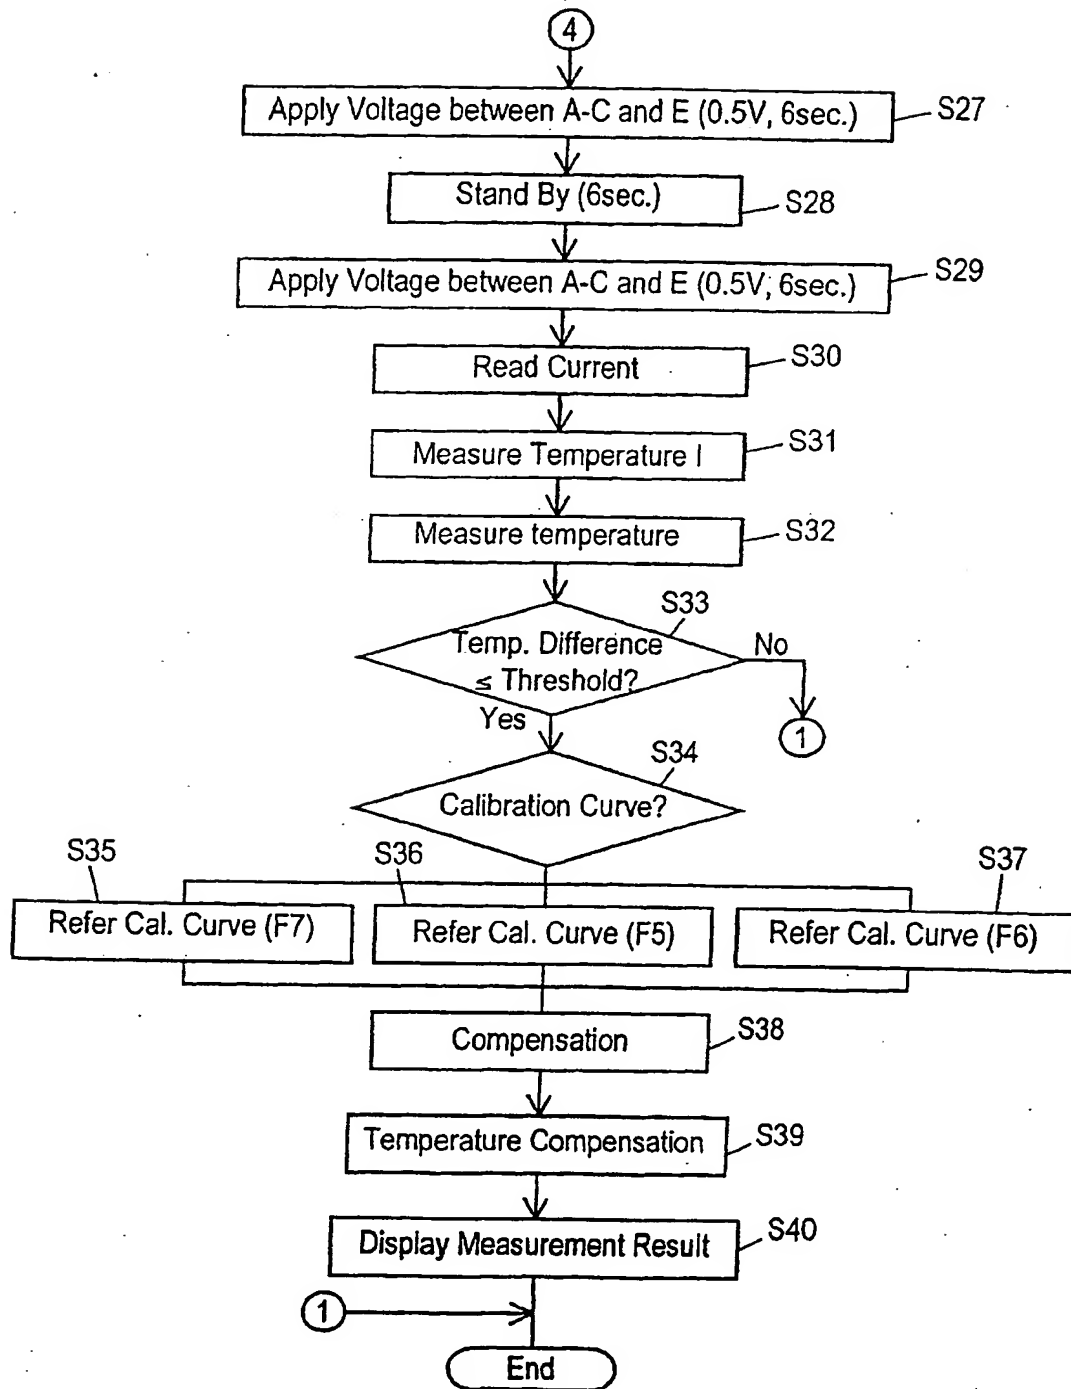 4
Apply Voltage between A-C and E (0.5V, 6sec.)
S27
Stand By (6sec.)
S28
Apply Voltage between A-C and E (0.5V, 6sec.)
S29
Read Current
S30
Measure Temperature I
S31
Measure temperature
S32
S33
Temp. Difference
≤ Threshold?
No
Yes
1
S34
Calibration Curve?
S35
S36
S37
Refer Cal. Curve (F7)
Refer Cal. Curve (F5)
Refer Cal. Curve (F6)
Compensation
S38
Temperature Compensation
S39
Display Measurement Result
S40
1
End